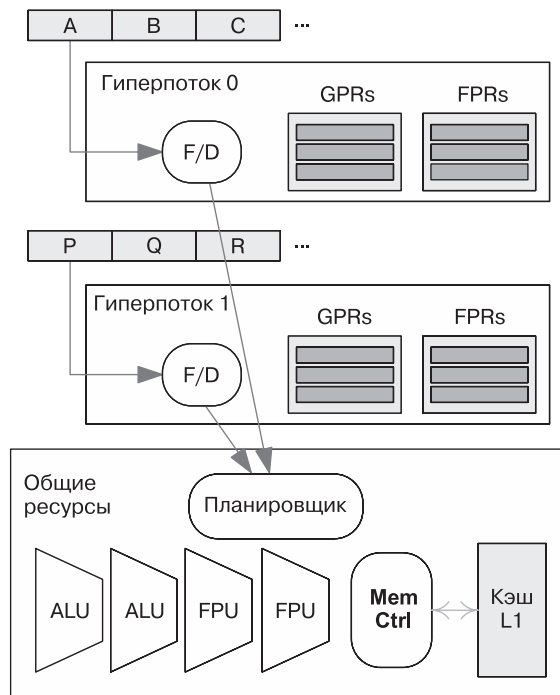 A B C ...
Гиперпоток 0
GPRs FPRs
F/D
P Q R ...
Гиперпоток 1
GPRs FPRs
F/D
Общие
ресурсы
Планировщик
ALU ALU FPU FPU
Mem
Ctrl
Кэш
L1